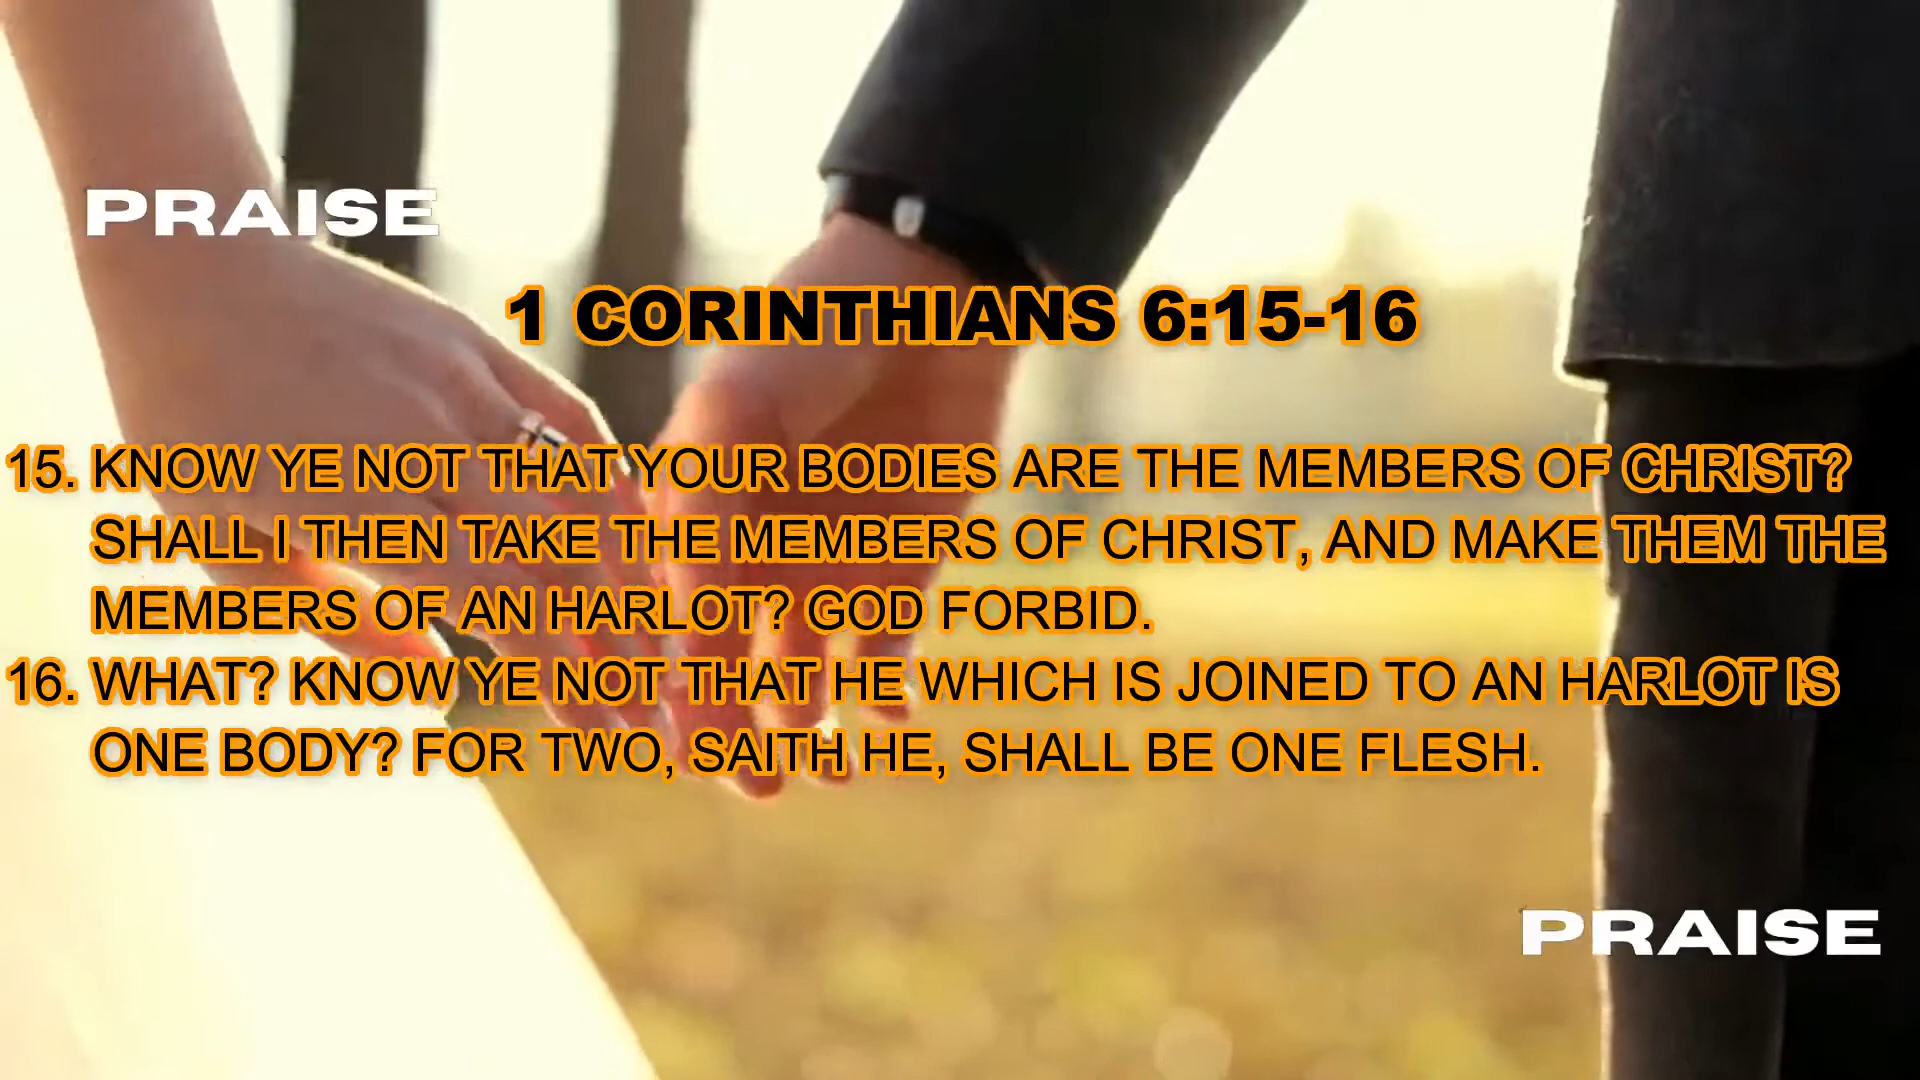 PRAISE
1 CORINTHIANS 6:15-16
15. KNOW YE NOT THAT YOUR BODIES ARE THE MEMBERS OF CHRIST?
SHALL I THEN TAKE THE MEMBERS OF CHRIST, AND MAKE THEM THE
MEMBERS OF AN HARLOT? GOD FORBID.
16. WHAT? KNOW YE NOT THAT HE WHICH IS JOINED TO AN HARLOT IS
ONE BODY? FOR TWO, SAITH HE, SHALL BE ONE FLESH.
PRAISE